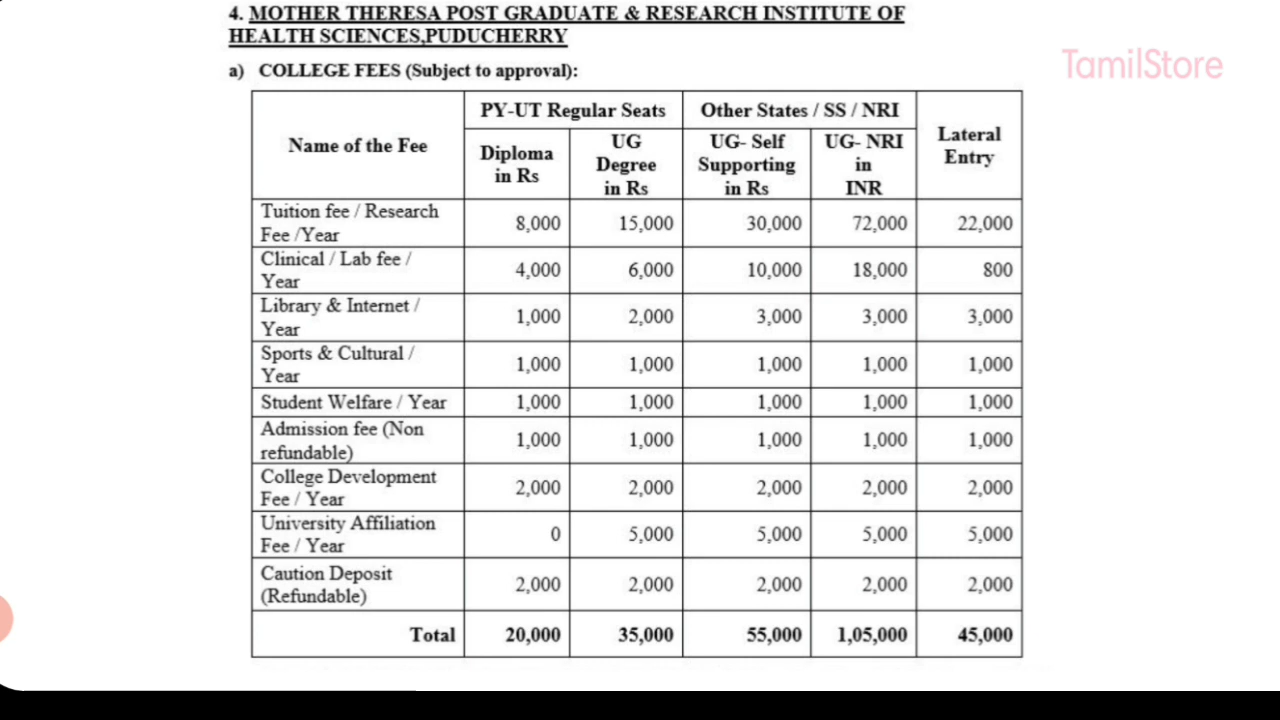 4. MOTHER THERESA POST GRADUATE & RESEARCH INSTITUTE OF
HEALTH SCIENCES,PUDUCHERRY
TamilStore
a) COLLEGE FEES (Subject to approval):
Name of the Fee
PY-UT Regular Seats
Other States / SS / NRI
Lateral
Entry
Diploma
in Rs
UG
Degree
in Rs
UG- Self
Supporting
in Rs
UG- NRI
in
INR
Tuition fee / Research
Fee /Year
8,000 15,000 30,000 72,000 22,000
Clinical / Lab fee /
Year
4,000 6,000 10,000 18,000 800
Library & Internet /
Year
1,000 2,000 3,000 3,000 3,000
Sports & Cultural /
Year
1,000 1,000 1,000 1,000 1,000
Student Welfare / Year 1,000 1,000 1,000 1,000 1,000
Admission fee (Non
refundable)
1,000 1,000 1,000 1,000 1,000
College Development
Fee / Year
2,000 2,000 2,000 2,000 2,000
University Affiliation
Fee / Year
0 5,000 5,000 5,000 5,000
Caution Deposit
(Refundable)
2,000 2,000 2,000 2,000 2,000
Total 20,000 35,000 55,000 1,05,000 45,000